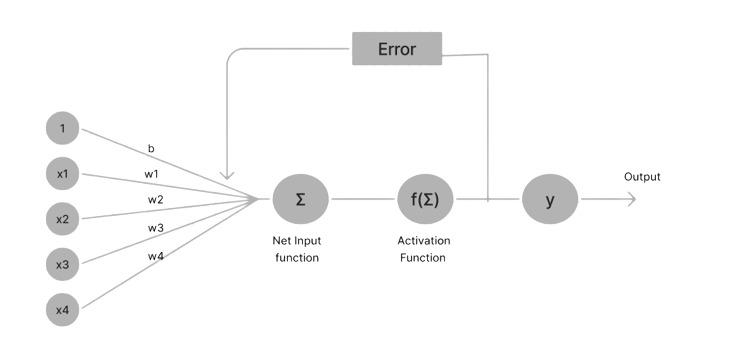 Error
1
b
x1
w1
x2
w2
x3
w3
x4
w4
Σ
Net Input
function
f(Σ)
Activation
Function
y
Output